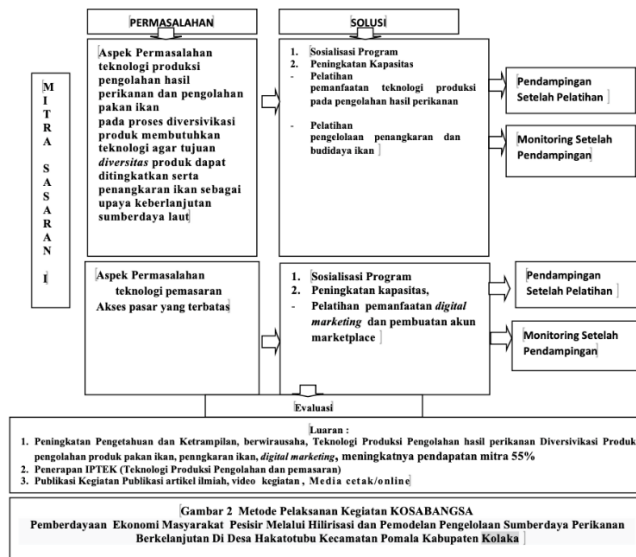 PERMASALAHAN
SOLUSI
MITRA SASARAN I
Aspek Permasalahan
teknologi produksi
pengolahan hasil
perikanan dan pengolahan
pakan ikan
pada proses diversivikasi
produk membutuhkan
teknologi agar tujuan
diversitas produk dapat
ditingkatkan serta
penangkaran ikan sebagai
upaya keberlanjutan
sumberdaya laut
1. Sosialisasi Program
2. Peningkatan Kapasitas
- Pelatihan
pemanfaatan teknologi produksi
pada pengolahan hasil perikanan
- Pelatihan
pengelolaan penangkaran dan
budidaya ikan
Pendampingan
Setelah Pelatihan
Monitoring Setelah
Pendampingan
Aspek Permasalahan
teknologi pemasaran
Akses pasar yang terbatas
1. Sosialisasi Program
2. Peningkatan kapasitas,
- Pelatihan pemanfaatan digital
marketing dan pembuatan akun
marketplace
Pendampingan
Setelah Pelatihan
Monitoring Setelah
Pendampingan
Evaluasi
Luaran :
1. Peningkatan Pengetahuan dan Ketrampilan, berwirausaha, Teknologi Produksi Pengolahan hasil perikanan Diversivikasi Produk
pengolahan produk pakan ikan, penngkaran ikan, digital marketing, meningkatnya pendapatan mitra 55%
2. Penerapan IPTEK (Teknologi Produksi Pengolahan dan pemasaran)
3. Publikasi Kegiatan Publikasi artikel ilmiah, video kegiatan , Media cetak/online
Gambar 2 Metode Pelaksanan Kegiatan KOSABANGSA
Pemberdayaan Ekonomi Masyarakat Pesisir Melalui Hilirisasi dan Pemodelan Pengelolaan Sumberdaya Perikanan
Berkelanjutan Di Desa Hakatotubu Kecamatan Pomala Kabupaten Kolaka